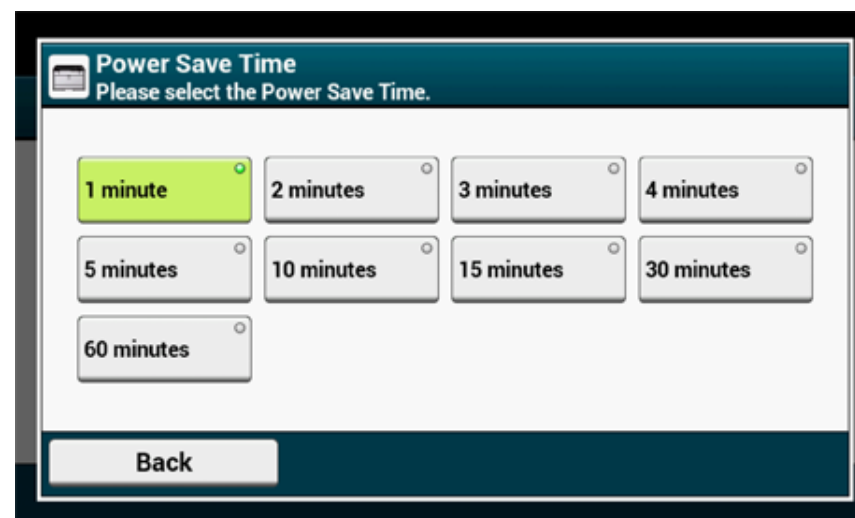 Power Save Time
Please select the Power Save Time.
1 minute
2 minutes
3 minutes
4 minutes
5 minutes
10 minutes
15 minutes
30 minutes
60 minutes
Back